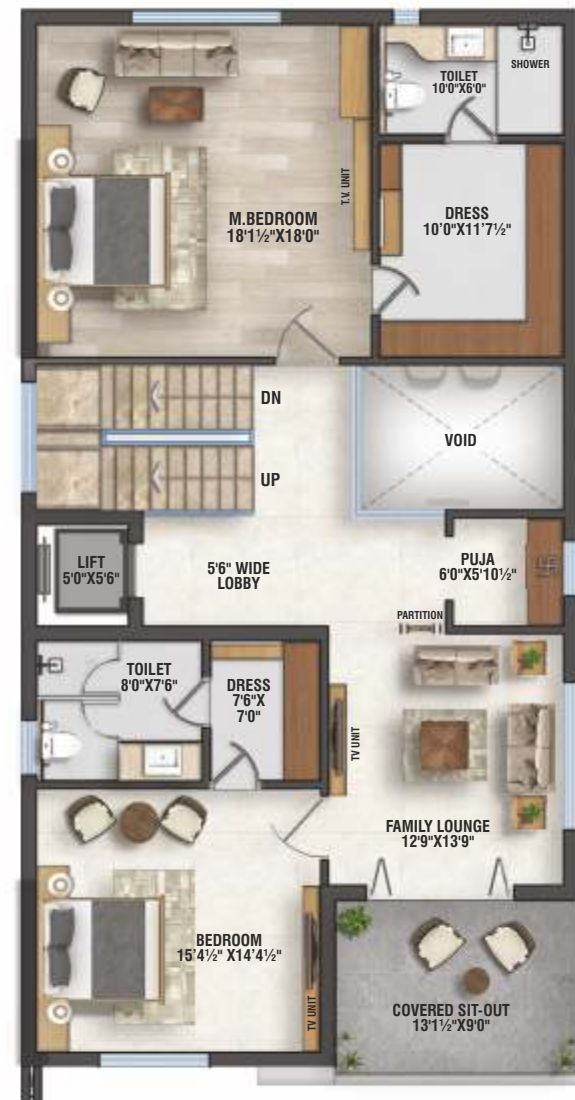 TOILET
10'0"X6'0"
SHOWER
T.V. UNIT
M.BEDROOM
18'1½"X18'0"
DRESS
10'0"X11'7½"
DN
VOID
UP
LIFT
5'0"X5'6"
5'6" WIDE
LOBBY
PUJA
6'0"X5'10½"
PARTITION
TOILET
8'0"X7'6"
DRESS
7'6"X
7'0"
TV UNIT
FAMILY LOUNGE
12'9"X13'9"
BEDROOM
15'4½" X14'4½"
TV UNIT
COVERED SIT-OUT
13'1½"X9'0"